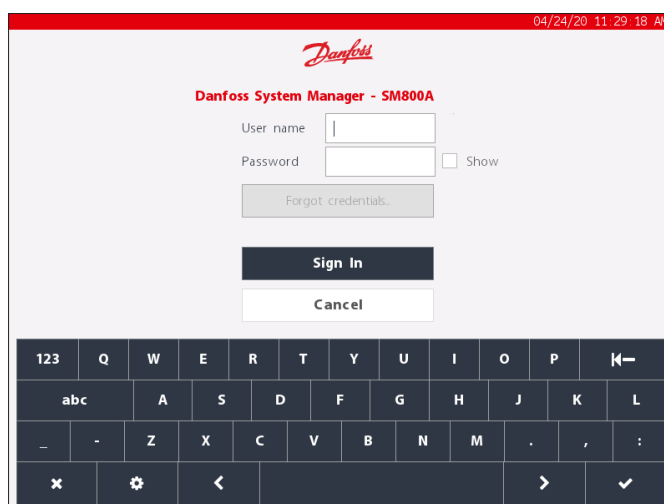 04/24/20 11:29:18 AM
Danfoss
Danfoss System Manager - SM800A
User name
Password
Show
Forgot credentials..
Sign In
Cancel
123 Q W E R T Y U I O P
abc A S D F G H J K L
_ - Z X C V B N M . , :